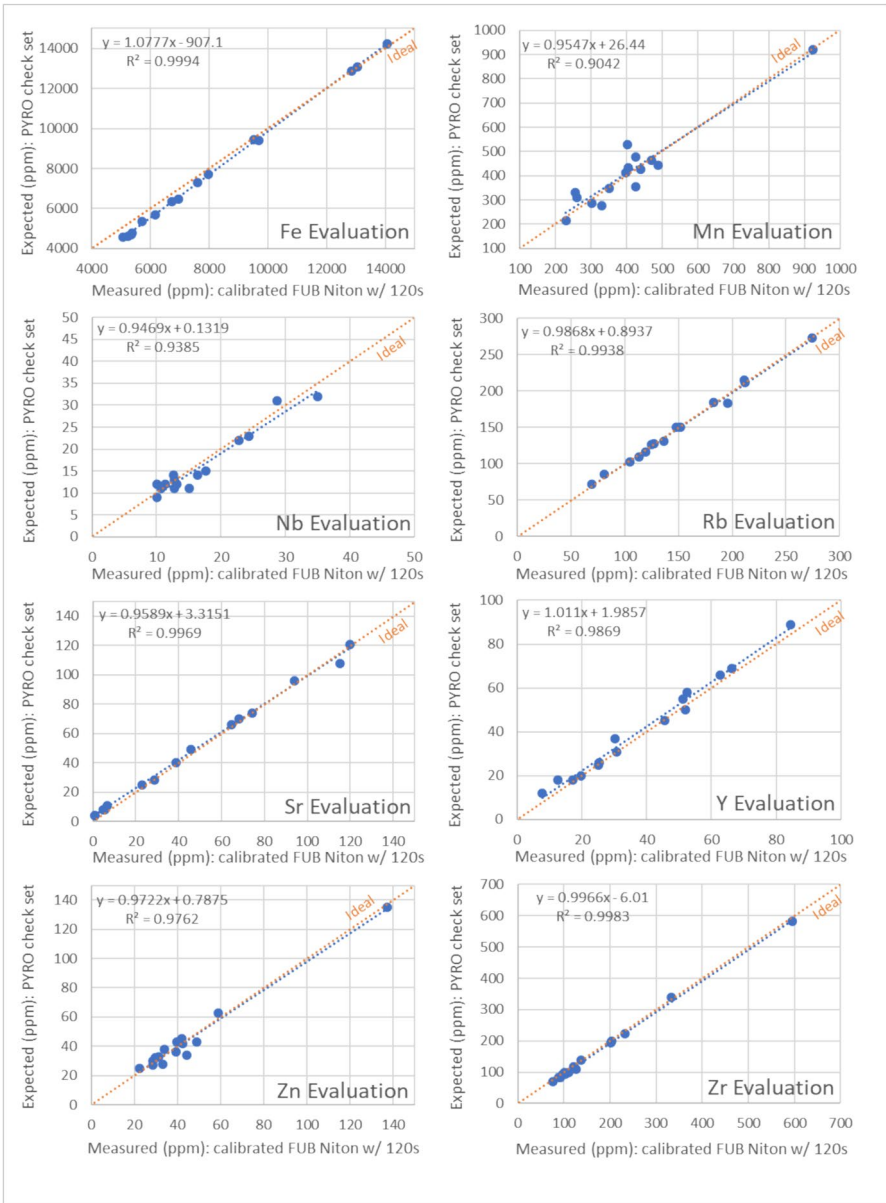 y = 1.0777x - 907.1
R² = 0.9994
Ideal
Fe Evaluation
Expected (ppm): PYRO check set
14000
12000
10000
8000
6000
4000
4000 6000 8000 10000 12000 14000
Measured (ppm): calibrated FUB Niton w/ 120s
y = 0.9547x + 26.44
R² = 0.9042
Ideal
Mn Evaluation
Expected (ppm): PYRO check set
1000
900
800
700
600
500
400
300
200
100
100 200 300 400 500 600 700 800 900 1000
Measured (ppm): calibrated FUB Niton w/ 120s
y = 0.9469x + 0.1319
R² = 0.9385
Ideal
Nb Evaluation
Expected (ppm): PYRO check set
50
45
40
35
30
25
20
15
10
5
0
0 10 20 30 40 50
Measured (ppm): calibrated FUB Niton w/ 120s
y = 0.9868x + 0.8937
R² = 0.9938
Ideal
Rb Evaluation
Expected (ppm): PYRO check set
300
250
200
150
100
50
0
0 50 100 150 200 250 300
Measured (ppm): calibrated FUB Niton w/ 120s
y = 0.9589x + 3.3151
R² = 0.9969
Ideal
Sr Evaluation
Expected (ppm): PYRO check set
140
120
100
80
60
40
20
0
0 20 40 60 80 100 120 140
Measured (ppm): calibrated FUB Niton w/ 120s
y = 1.011x + 1.9857
R² = 0.9869
Ideal
Y Evaluation
Expected (ppm): PYRO check set
100
80
60
40
20
0
0 20 40 60 80 100
Measured (ppm): calibrated FUB Niton w/ 120s
y = 0.9722x + 0.7875
R² = 0.9762
Ideal
Zn Evaluation
Expected (ppm): PYRO check set
140
120
100
80
60
40
20
0
0 20 40 60 80 100 120 140
Measured (ppm): calibrated FUB Niton w/ 120s
y = 0.9966x - 6.01
R² = 0.9983
Ideal
Zr Evaluation
Expected (ppm): PYRO check set
700
600
500
400
300
200
100
0
0 100 200 300 400 500 600 700
Measured (ppm): calibrated FUB Niton w/ 120s